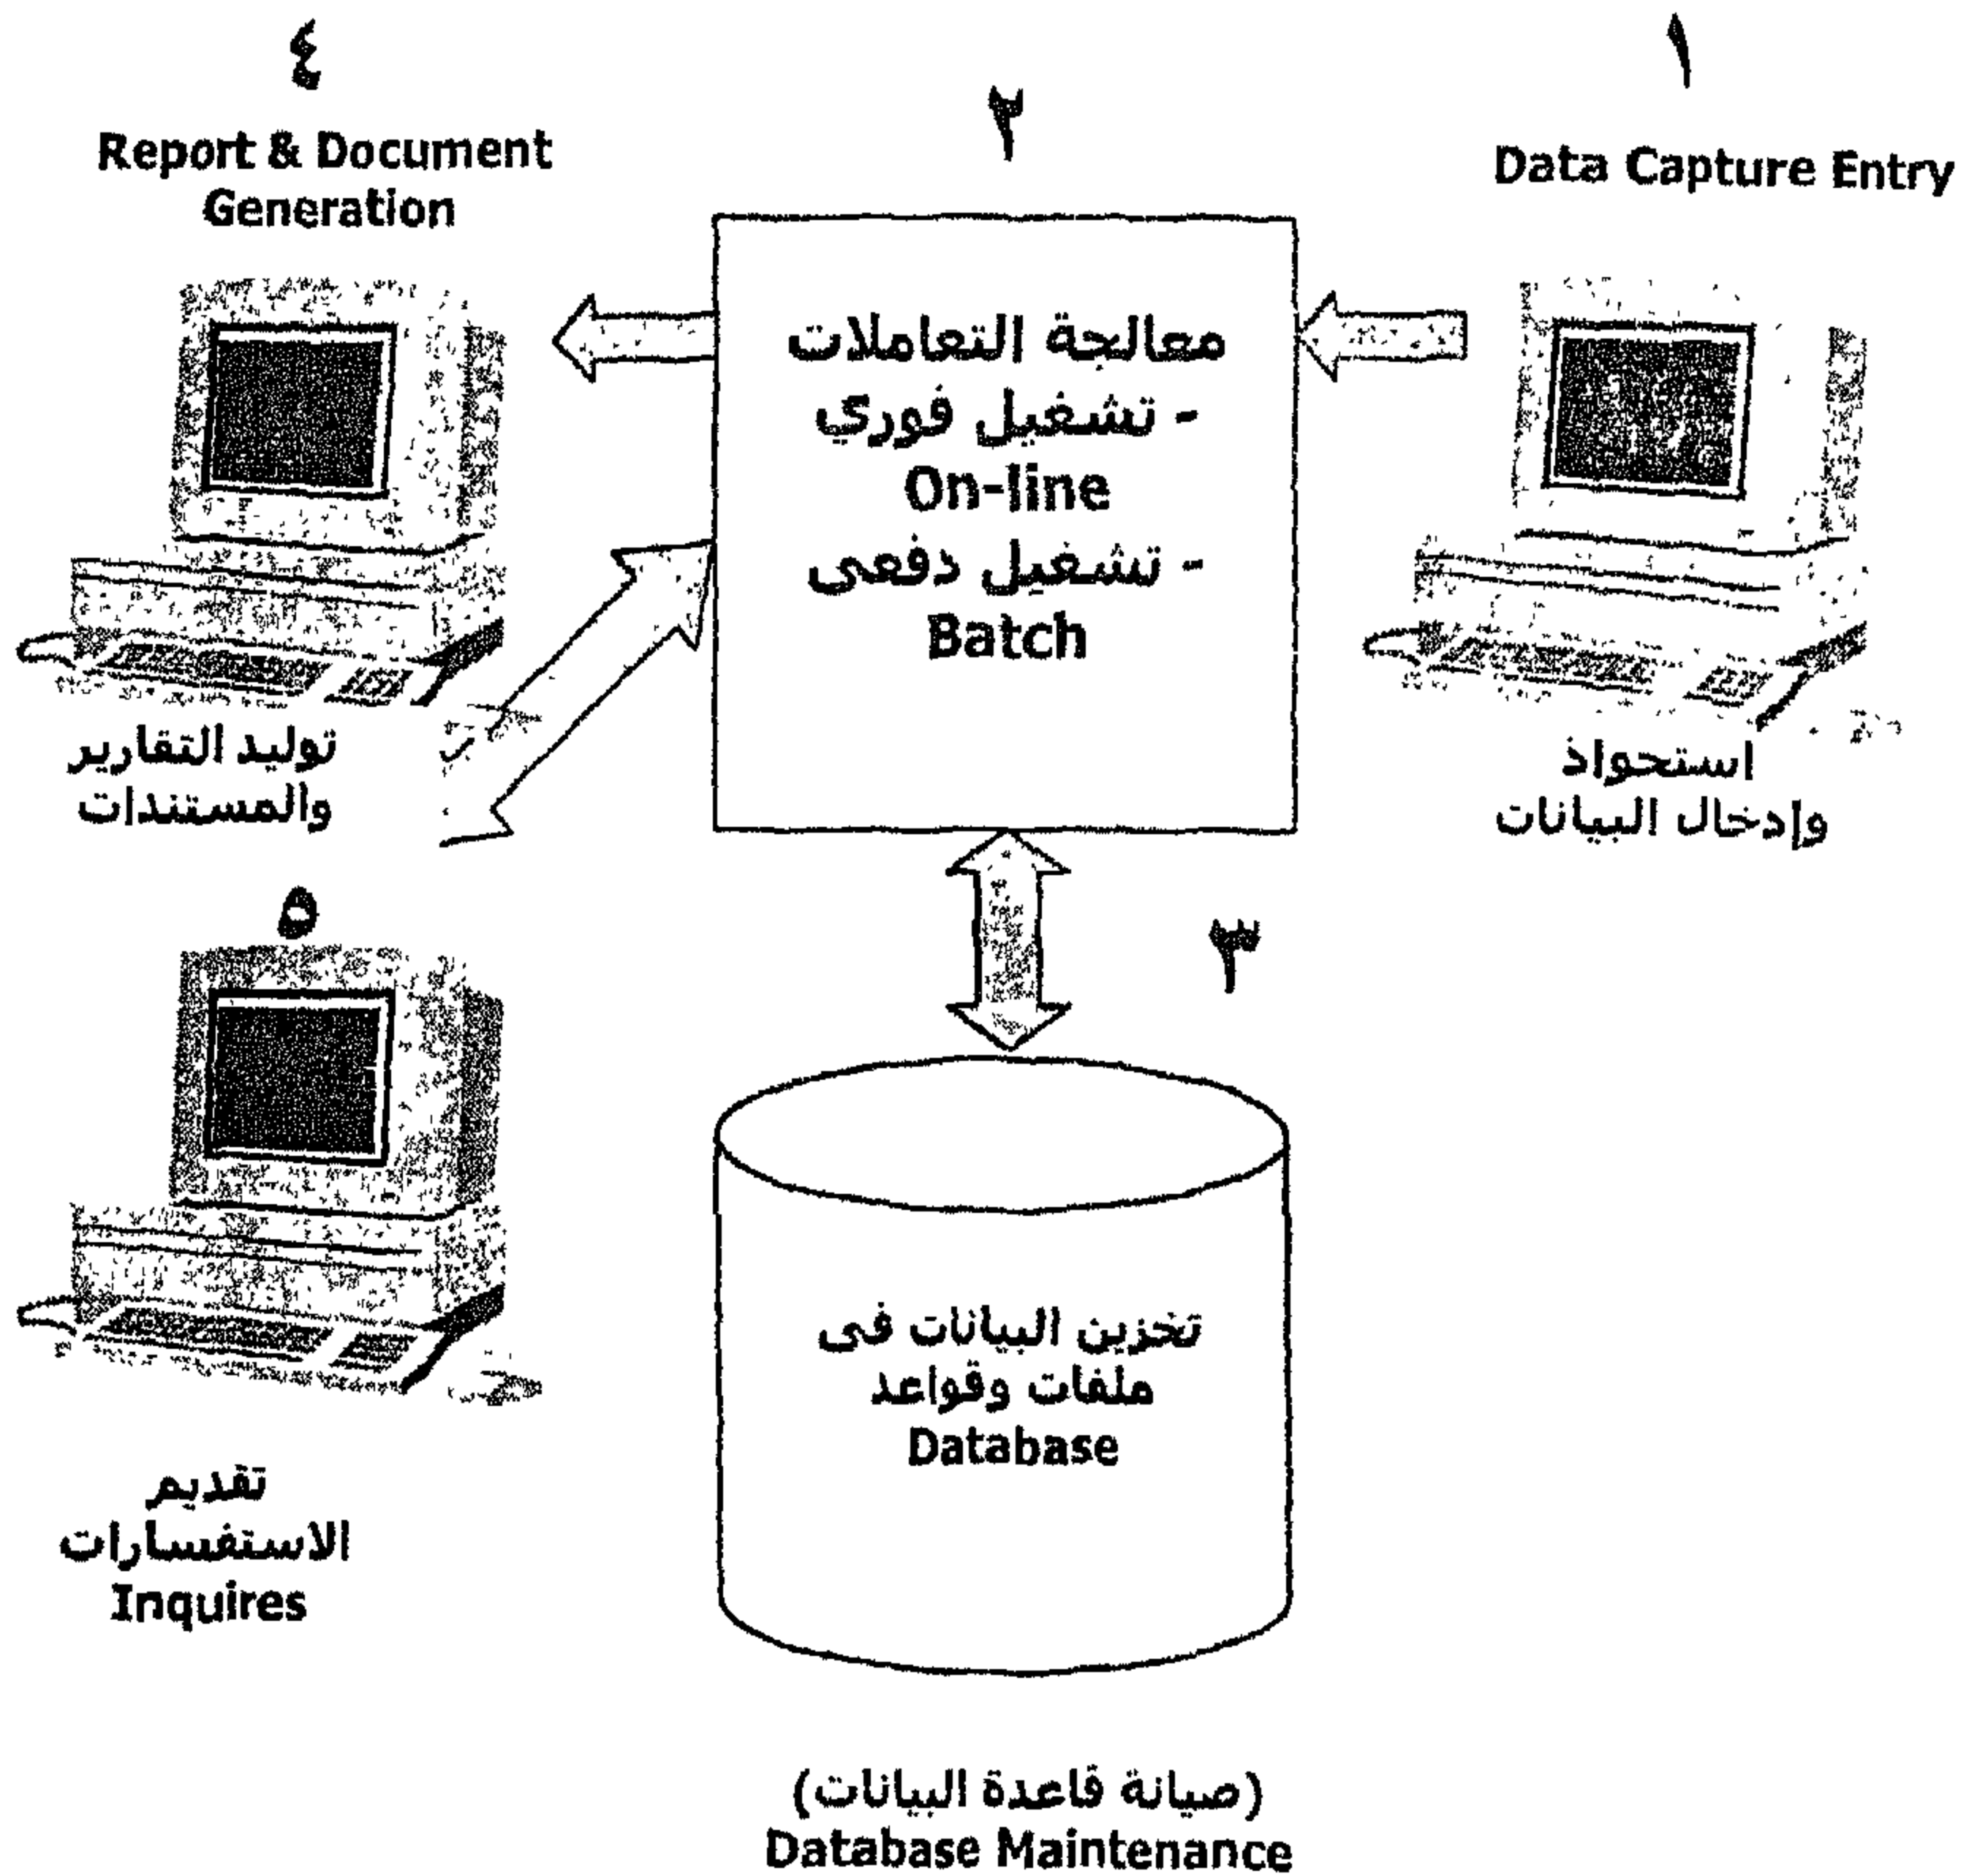 ١
Data Capture Entry
استحواذ
وإدخال البيانات
٢
معالجة التعاملات
- تشغيل فوري
On-line
- تشغيل دفعى
Batch
٣
تخزين البيانات فى
ملفات وقواعد
Database
(صيانة قاعدة البيانات)
Database Maintenance
٤
Report & Document
Generation
توليد التقارير
والمستندات
٥
تقديم
الاستفسارات
Inquires